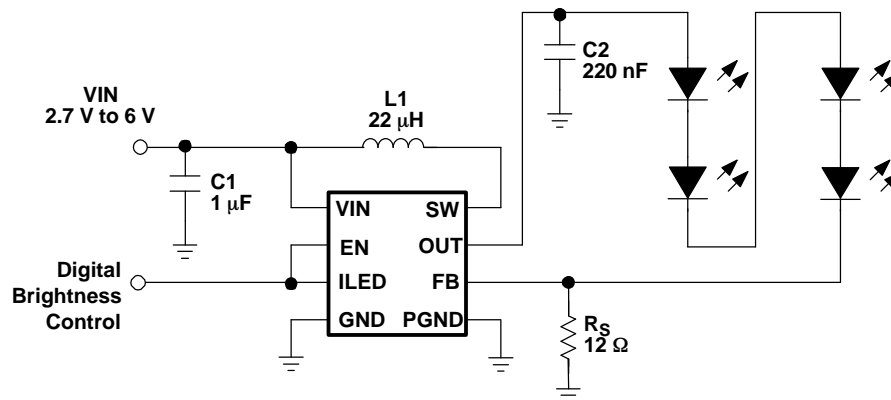 VIN
2.7 V to 6 V
L1
22 μH
C1
1 μF
C2
220 nF
VIN
SW
EN
OUT
ILED
FB
GND
PGND
Digital
Brightness
Control
RS
12 Ω